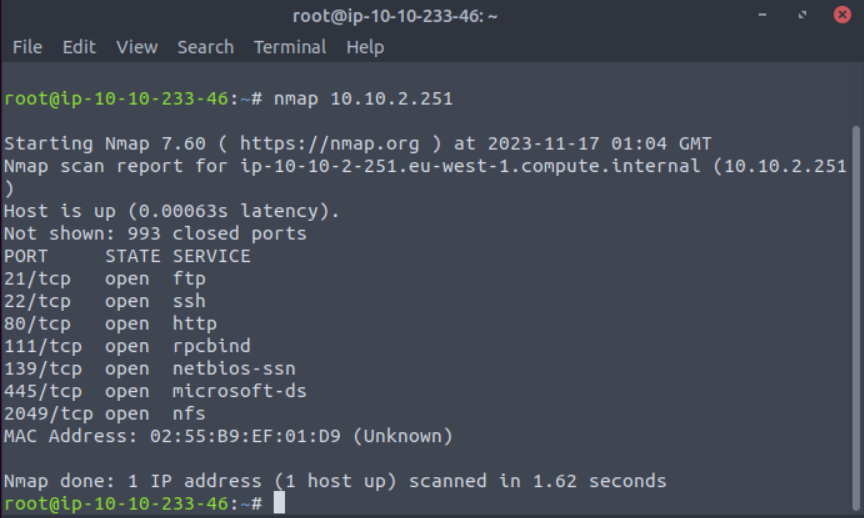 root@ip-10-10-233-46: ~
File Edit View Search Terminal Help
root@ip-10-10-233-46:~# nmap 10.10.2.251
Starting Nmap 7.60 ( https://nmap.org ) at 2023-11-17 01:04 GMT
Nmap scan report for ip-10-10-2-251.eu-west-1.compute.internal (10.10.2.251
)
Host is up (0.00063s latency).
Not shown: 993 closed ports
PORT     STATE SERVICE
21/tcp   open  ftp
22/tcp   open  ssh
80/tcp   open  http
111/tcp  open  rpcbind
139/tcp  open  netbios-ssn
445/tcp  open  microsoft-ds
2049/tcp open  nfs
MAC Address: 02:55:B9:EF:01:D9 (Unknown)
Nmap done: 1 IP address (1 host up) scanned in 1.62 seconds
root@ip-10-10-233-46:~#